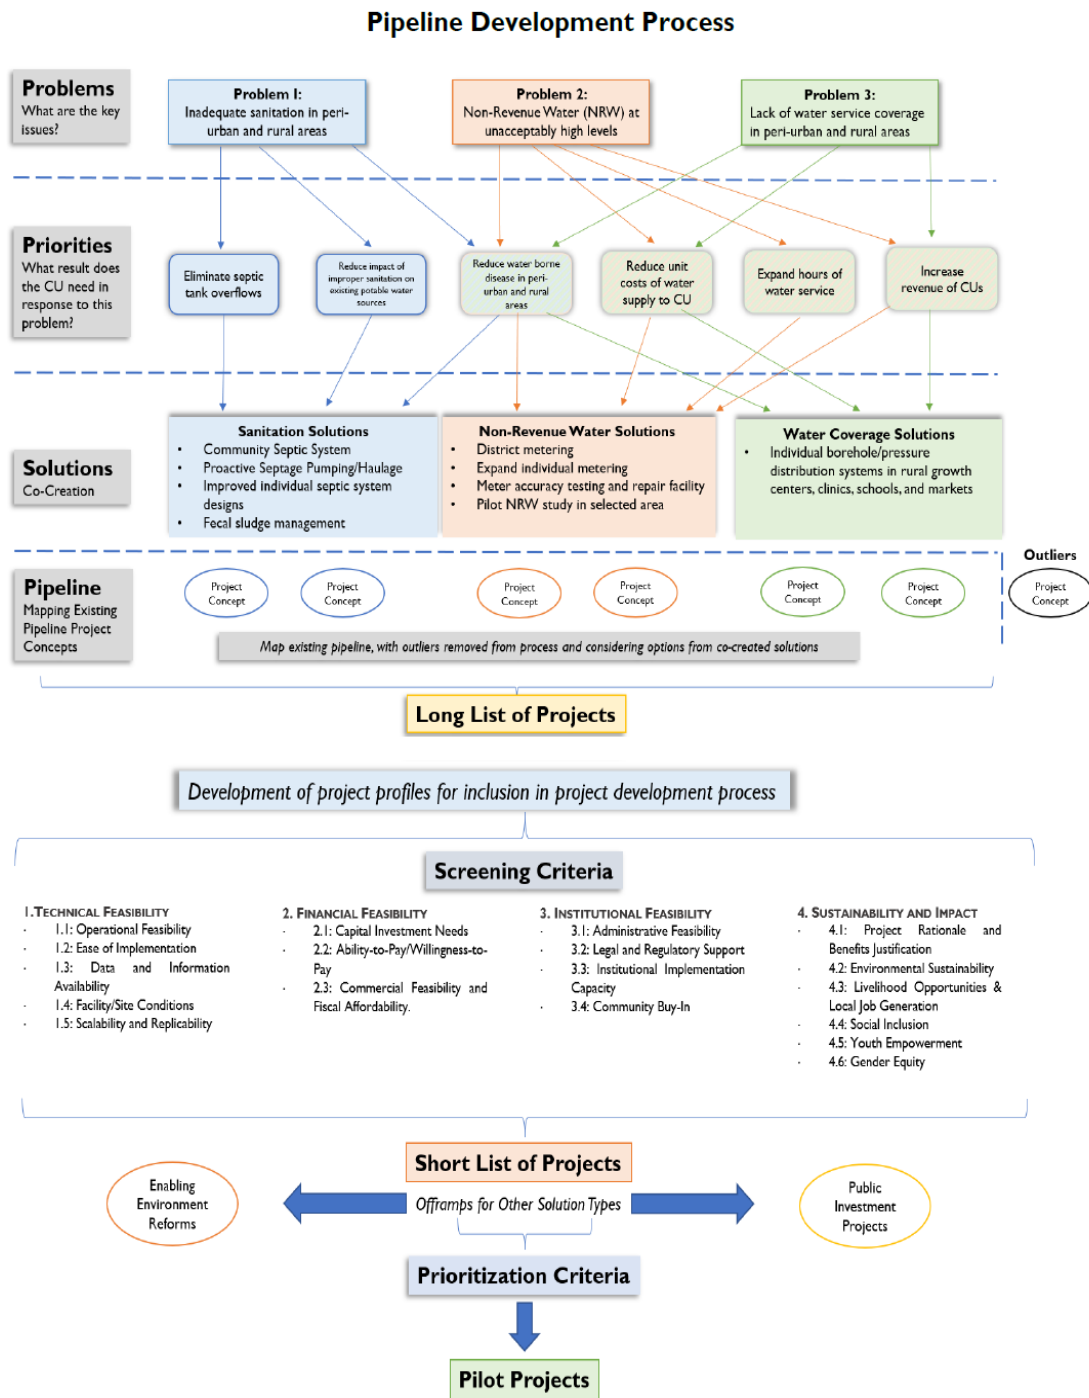 Pipeline Development Process
Problems
What are the key
issues?
Problem 1:
Inadequate sanitation in peri-
urban and rural areas
Problem 2:
Non-Revenue Water (NRW) at
unacceptably high levels
Problem 3:
Lack of water service coverage
in peri-urban and rural areas
Priorities
What result does
the CU need in
response to this
problem?
Eliminate septic
tank overflows
Reduce impact of
improper sanitation on
existing potable water
sources
Reduce water borne
disease in peri-
urban and rural
areas
Reduce unit
costs of water
supply to CU
Expand hours of
water service
Increase
revenue of CUs
Solutions
Co-Creation
Sanitation Solutions
• Community Septic System
• Proactive Septage Pumping/Haulage
• Improved individual septic system
designs
• Fecal sludge management
Non-Revenue Water Solutions
• District metering
• Expand individual metering
• Meter accuracy testing and repair facility
• Pilot NRW study in selected area
Water Coverage Solutions
• Individual borehole/pressure
distribution systems in rural growth
centers, clinics, schools, and markets
Pipeline
Mapping Existing
Pipeline Project
Concepts
Project
Concept
Project
Concept
Project
Concept
Project
Concept
Project
Concept
Project
Concept
Outliers
Project
Concept
Map existing pipeline, with outliers removed from process and considering options from co-created solutions
Long List of Projects
Development of project profiles for inclusion in project development process
Screening Criteria
1.TECHNICAL FEASIBILITY
· 1.1: Operational Feasibility
· 1.2: Ease of Implementation
· 1.3: Data and Information
Availability
· 1.4: Facility/Site Conditions
· 1.5: Scalability and Replicability
2. FINANCIAL FEASIBILITY
· 2.1: Capital Investment Needs
· 2.2: Ability-to-Pay/Willingness-to-
Pay
· 2.3: Commercial Feasibility and
Fiscal Affordability.
3. INSTITUTIONAL FEASIBILITY
· 3.1: Administrative Feasibility
· 3.2: Legal and Regulatory Support
· 3.3: Institutional Implementation
Capacity
· 3.4: Community Buy-In
4. SUSTAINABILITY AND IMPACT
· 4.1: Project Rationale and
Benefits Justification
· 4.2: Environmental Sustainability
· 4.3: Livelihood Opportunities &
Local Job Generation
· 4.4: Social Inclusion
· 4.5: Youth Empowerment
· 4.6: Gender Equity
Short List of Projects
Enabling
Environment
Reforms
Offramps for Other Solution Types
Public
Investment
Projects
Prioritization Criteria
Pilot Projects